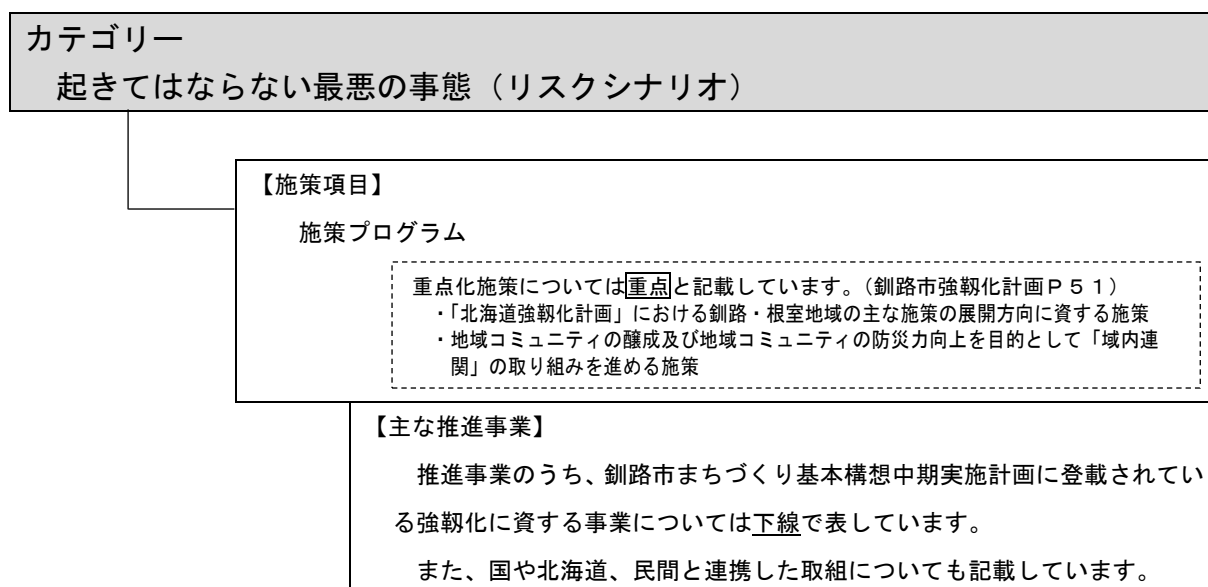 カテゴリー
起きてはならない最悪の事態（リスクシナリオ）
【施策項目】
施策プログラム
重点化施策については重点と記載しています。（釧路市強靱化計画Ｐ５１）
・「北海道強靱化計画」における釧路・根室地域の主な施策の展開方向に資する施策
・地域コミュニティの醸成及び地域コミュニティの防災力向上を目的として「域内連
関」の取り組みを進める施策
【主な推進事業】
推進事業のうち、釧路市まちづくり基本構想中期実施計画に登載されてい
る強靱化に資する事業については下線で表しています。
また、国や北海道、民間と連携した取組についても記載しています。